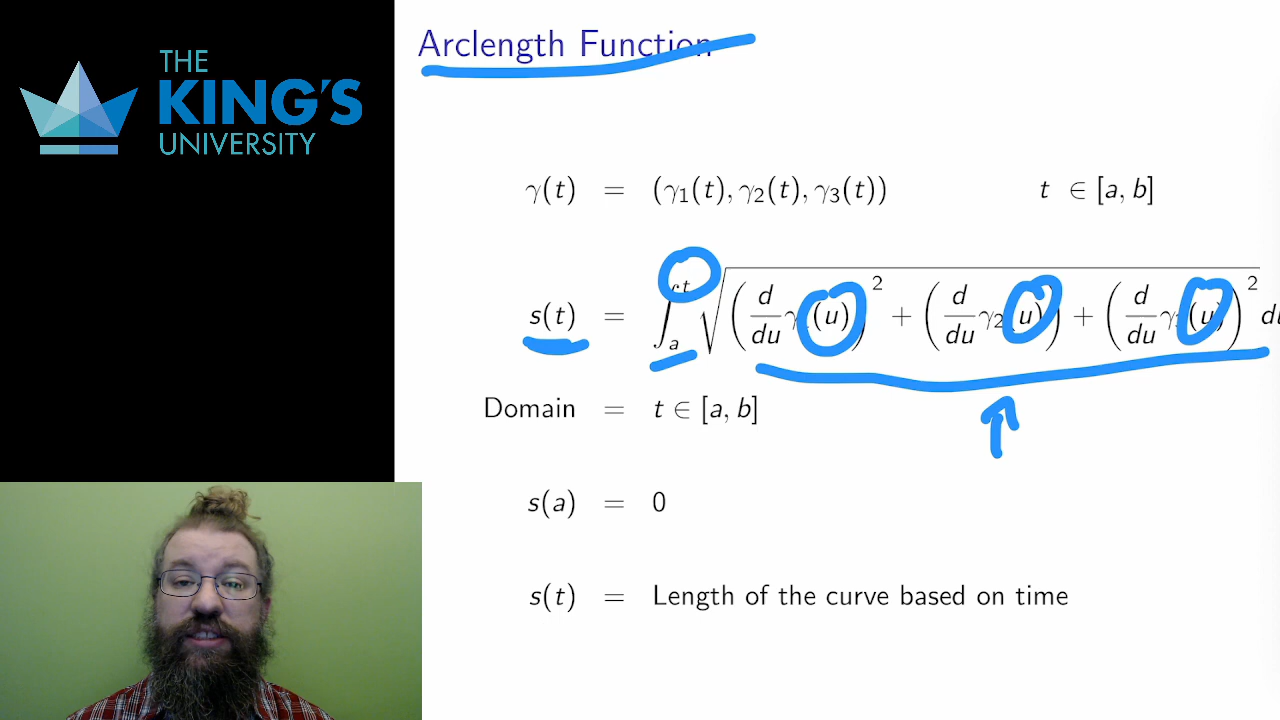 THE
KING'S
UNIVERSITY
Arclength Function
γ(t) = (γ₁(t), γ₂(t), γ₃(t)) t ∈ [a, b]
s(t) = ∫ₐᵗ √( (d/du γ₁(u))² + (d/du γ₂(u))² + (d/du γ₃(u))² ) du
Domain = t ∈ [a, b]
s(a) = 0
s(t) = Length of the curve based on time